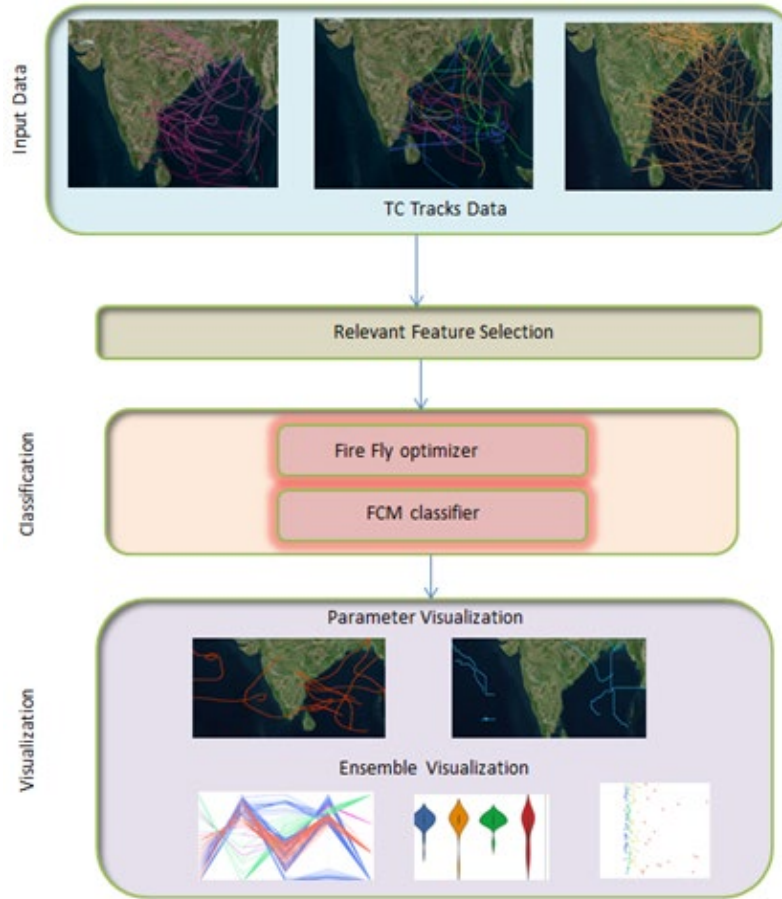 Input Data
TC Tracks Data
Relevant Feature Selection
Classification
Fire Fly optimizer
FCM classifier
Visualization
Parameter Visualization
Ensemble Visualization